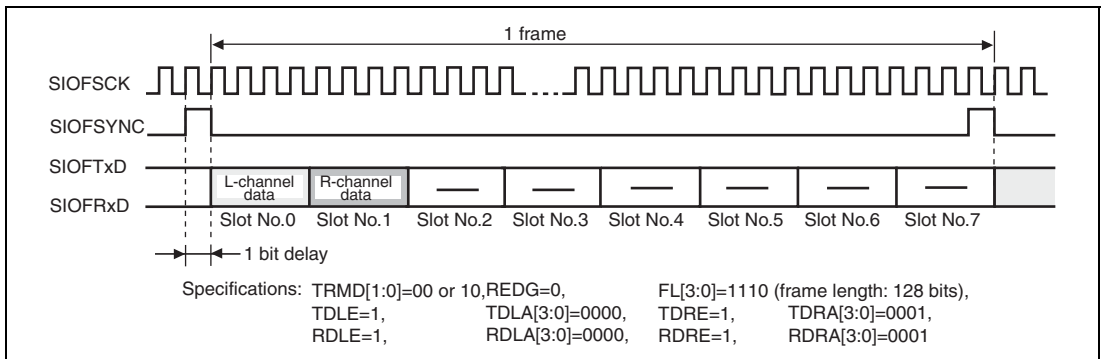 1 frame
SIOFSCK
SIOFSYNC
SIOFTxD
SIOFRxD
L-channel
data
R-channel
data
Slot No.0 Slot No.1 Slot No.2 Slot No.3 Slot No.4 Slot No.5 Slot No.6 Slot No.7
1 bit delay
Specifications: TRMD[1:0]=00 or 10,REDG=0, FL[3:0]=1110 (frame length: 128 bits),
TDLE=1, TDLA[3:0]=0000, TDRE=1, TDRA[3:0]=0001,
RDLE=1, RDLA[3:0]=0000, RDRE=1, RDRA[3:0]=0001